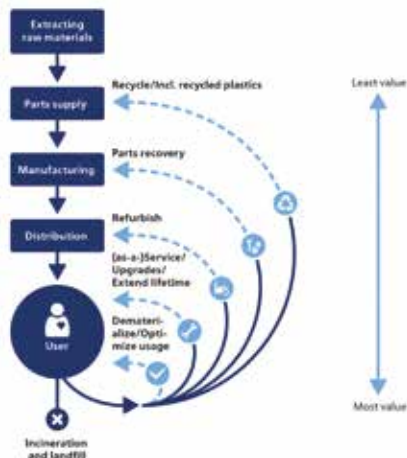 Extracting
raw materials
Recycle/Incl. recycled plastics
Least value
Parts supply
Parts recovery
Manufacturing
Refurbish
Distribution
(as-a-)Service/
Upgrades/
Extend lifetime
Demateri-
alize/Opti-
mize usage
User
Most value
Incineration
and landfill